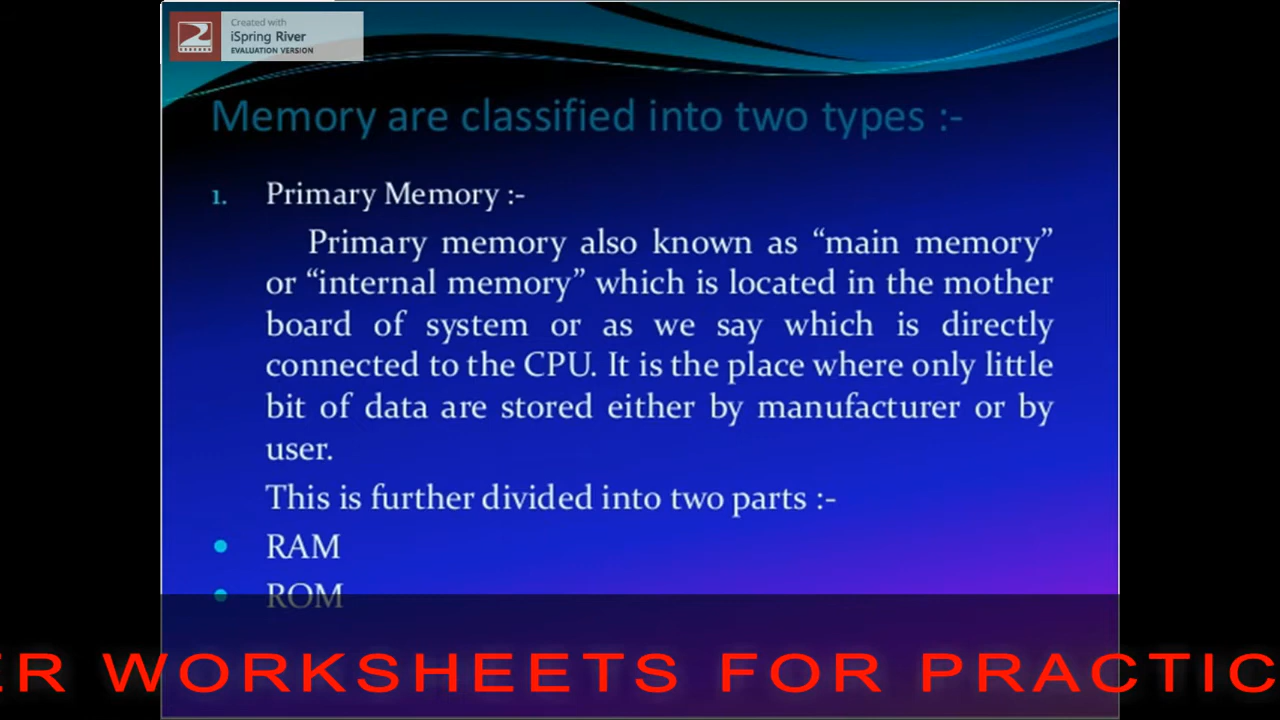 Created with
iSpring River
EVALUATION VERSION
Memory are classified into two types :-
1. Primary Memory :-
Primary memory also known as “main memory”
or “internal memory” which is located in the mother
board of system or as we say which is directly
connected to the CPU. It is the place where only little
bit of data are stored either by manufacturer or by
user.
This is further divided into two parts :-
• RAM
• ROM
ER WORKSHEETS FOR PRACTIC